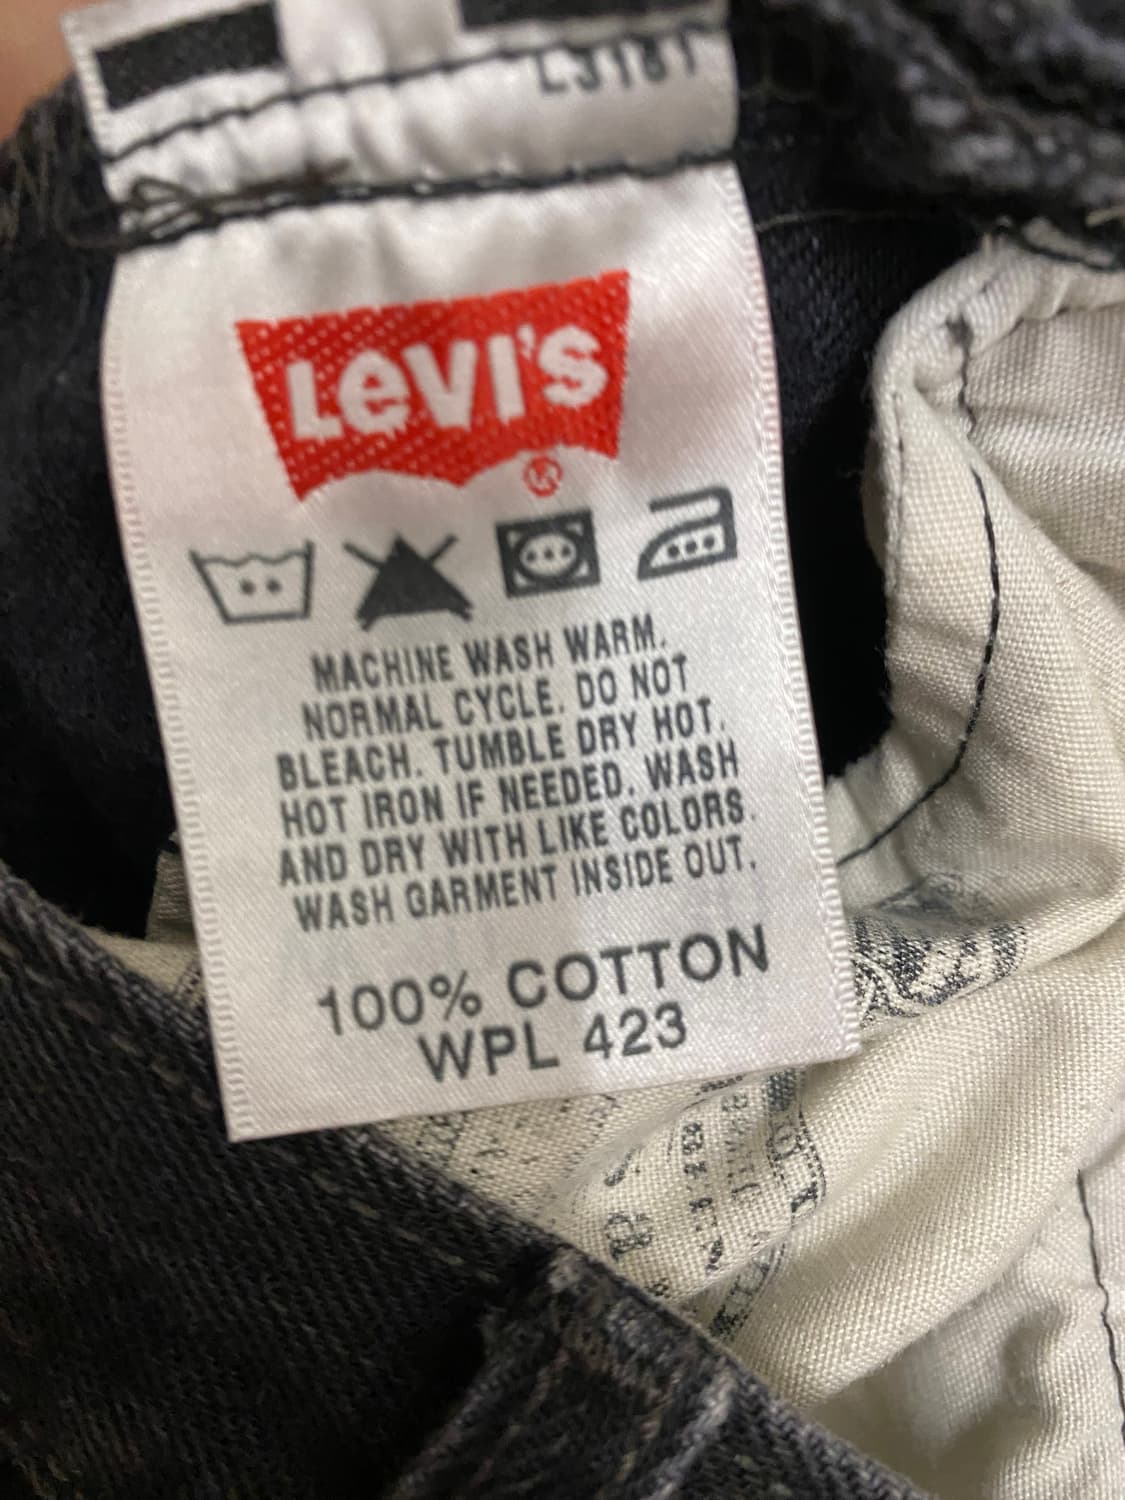 L3181
LEVI'S
®
MACHINE WASH WARM.
NORMAL CYCLE. DO NOT
BLEACH. TUMBLE DRY HOT.
HOT IRON IF NEEDED. WASH
AND DRY WITH LIKE COLORS.
WASH GARMENT INSIDE OUT.
100% COTTON
WPL 423